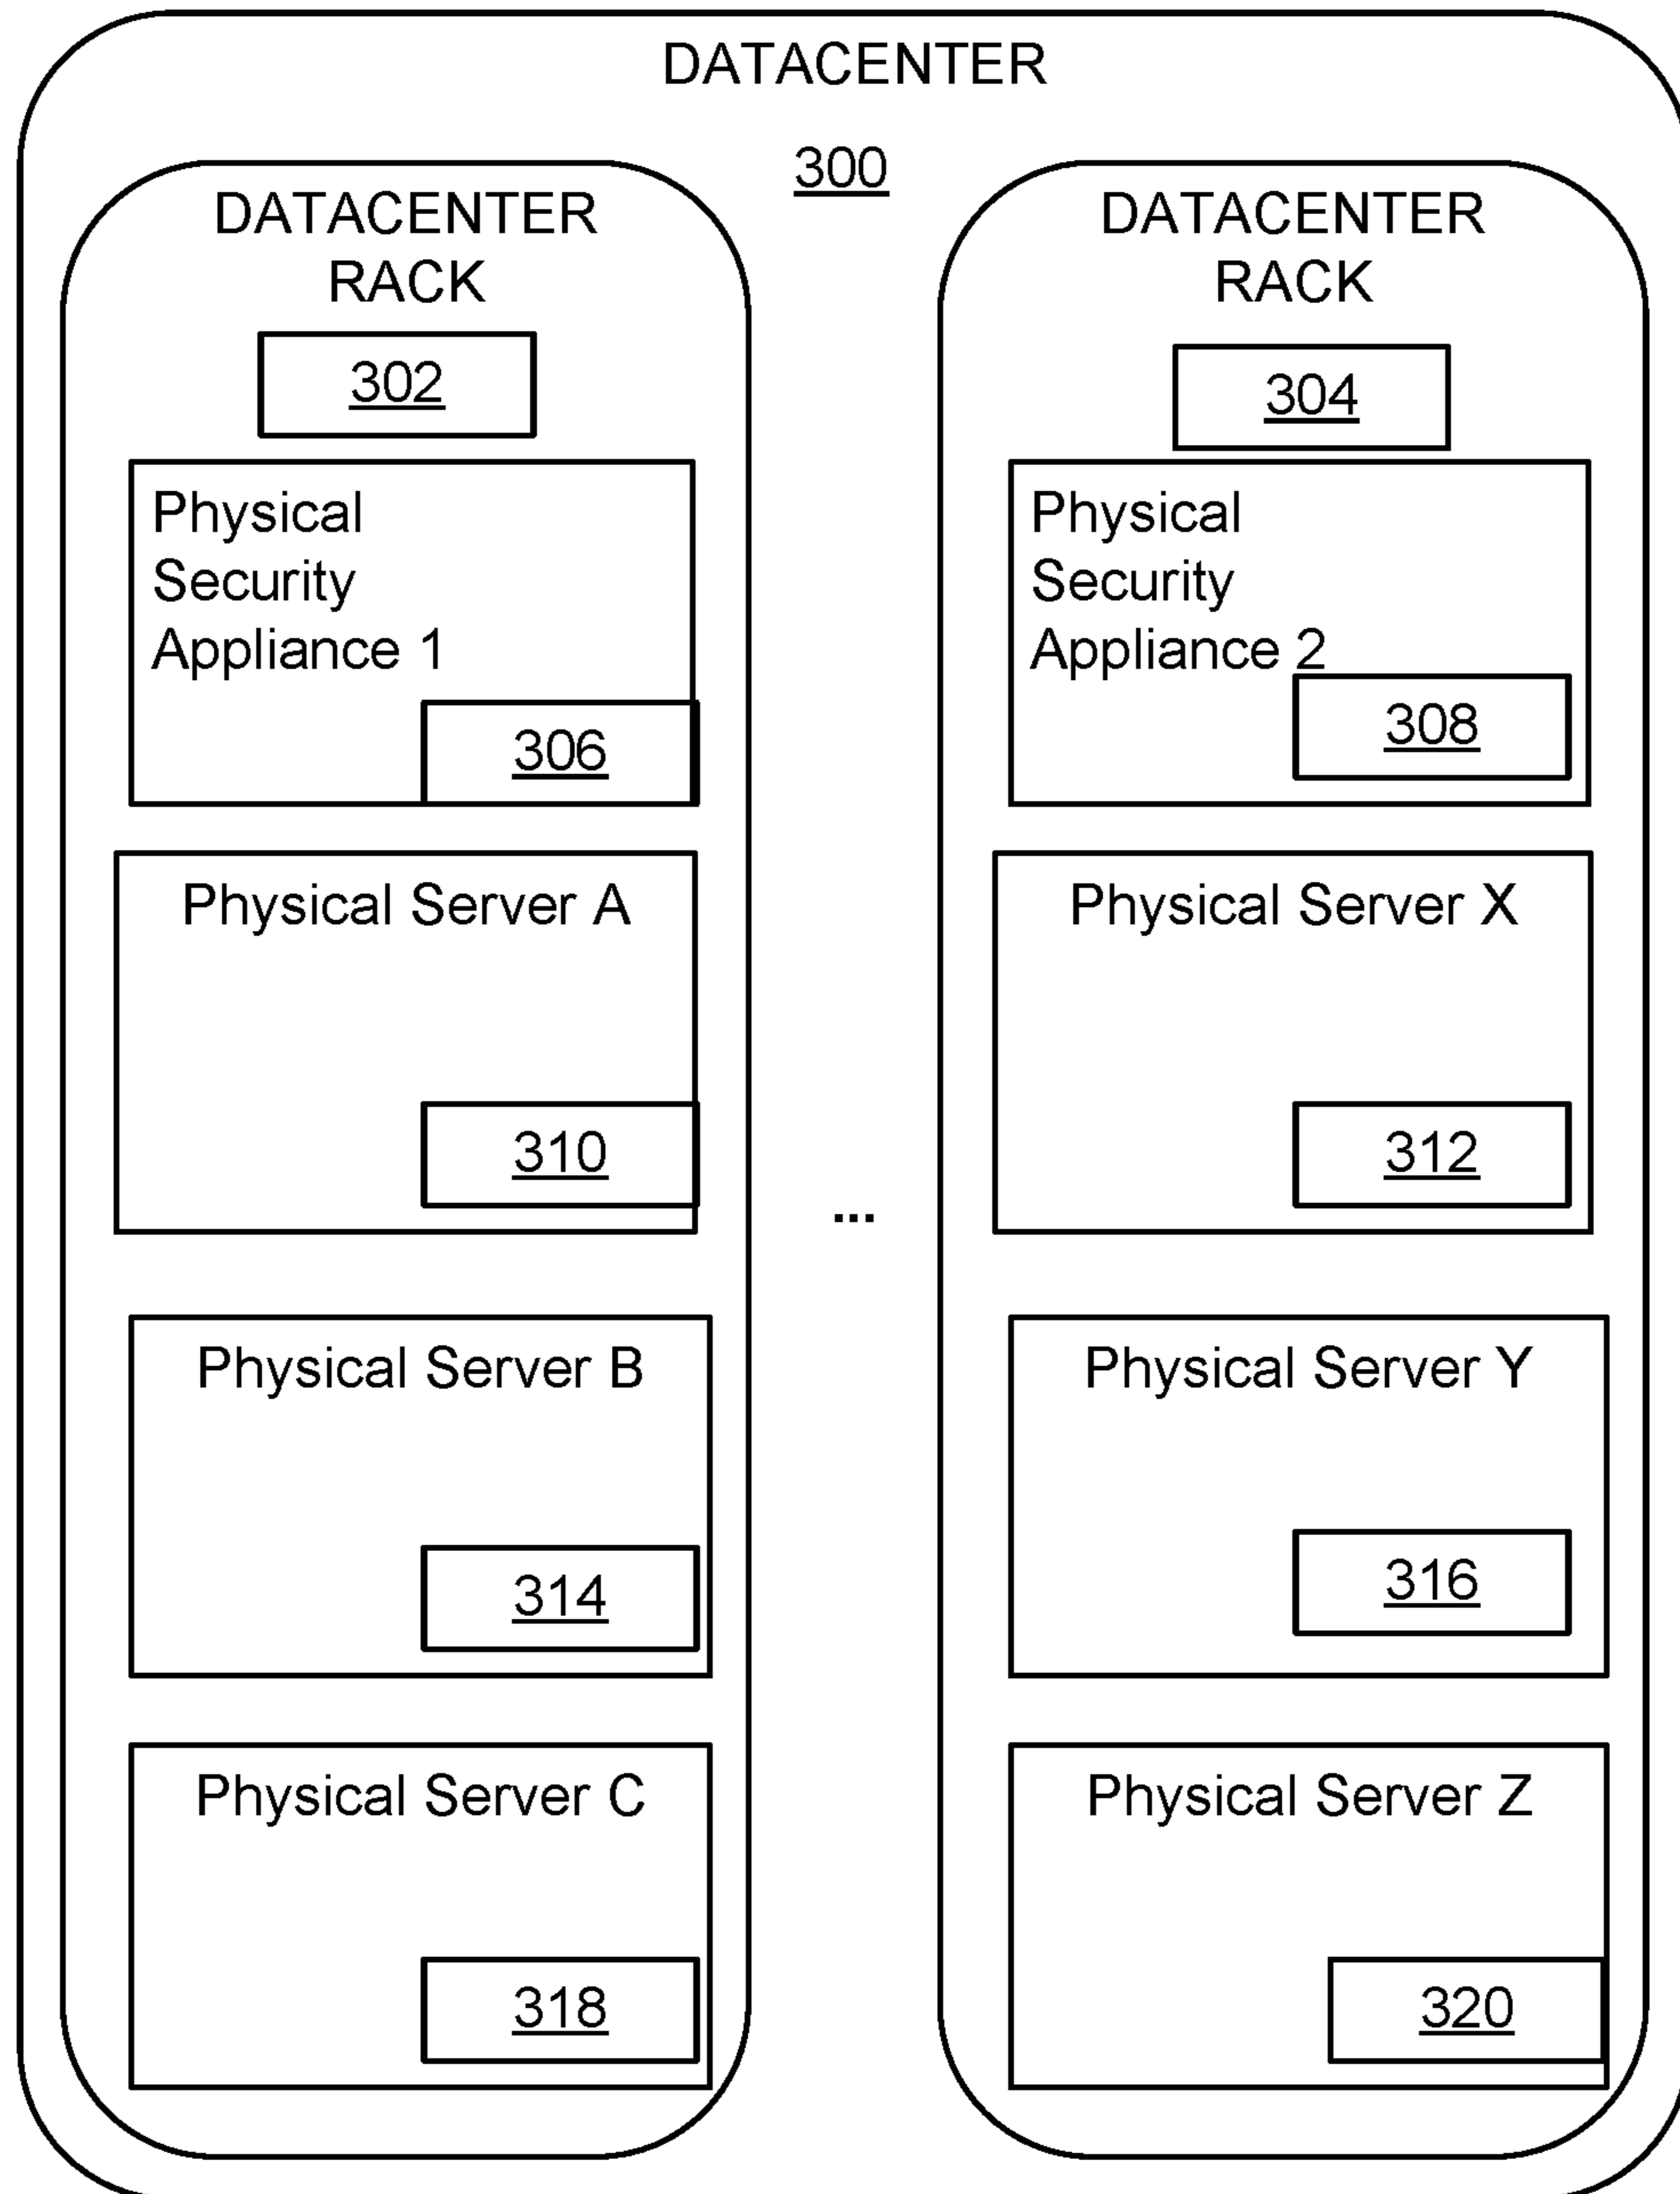 DATACENTER
300
DATACENTER
RACK
302
Physical
Security
Appliance 1
306
Physical Server A
310
Physical Server B
314
Physical Server C
318
...
DATACENTER
RACK
304
Physical
Security
Appliance 2
308
Physical Server X
312
Physical Server Y
316
Physical Server Z
320